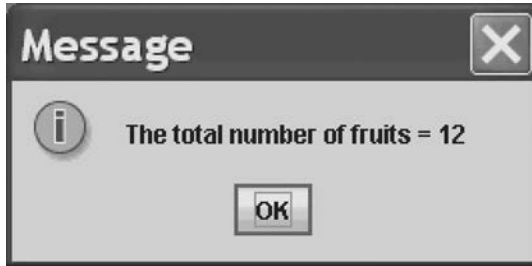 Message
The total number of fruits = 12
OK